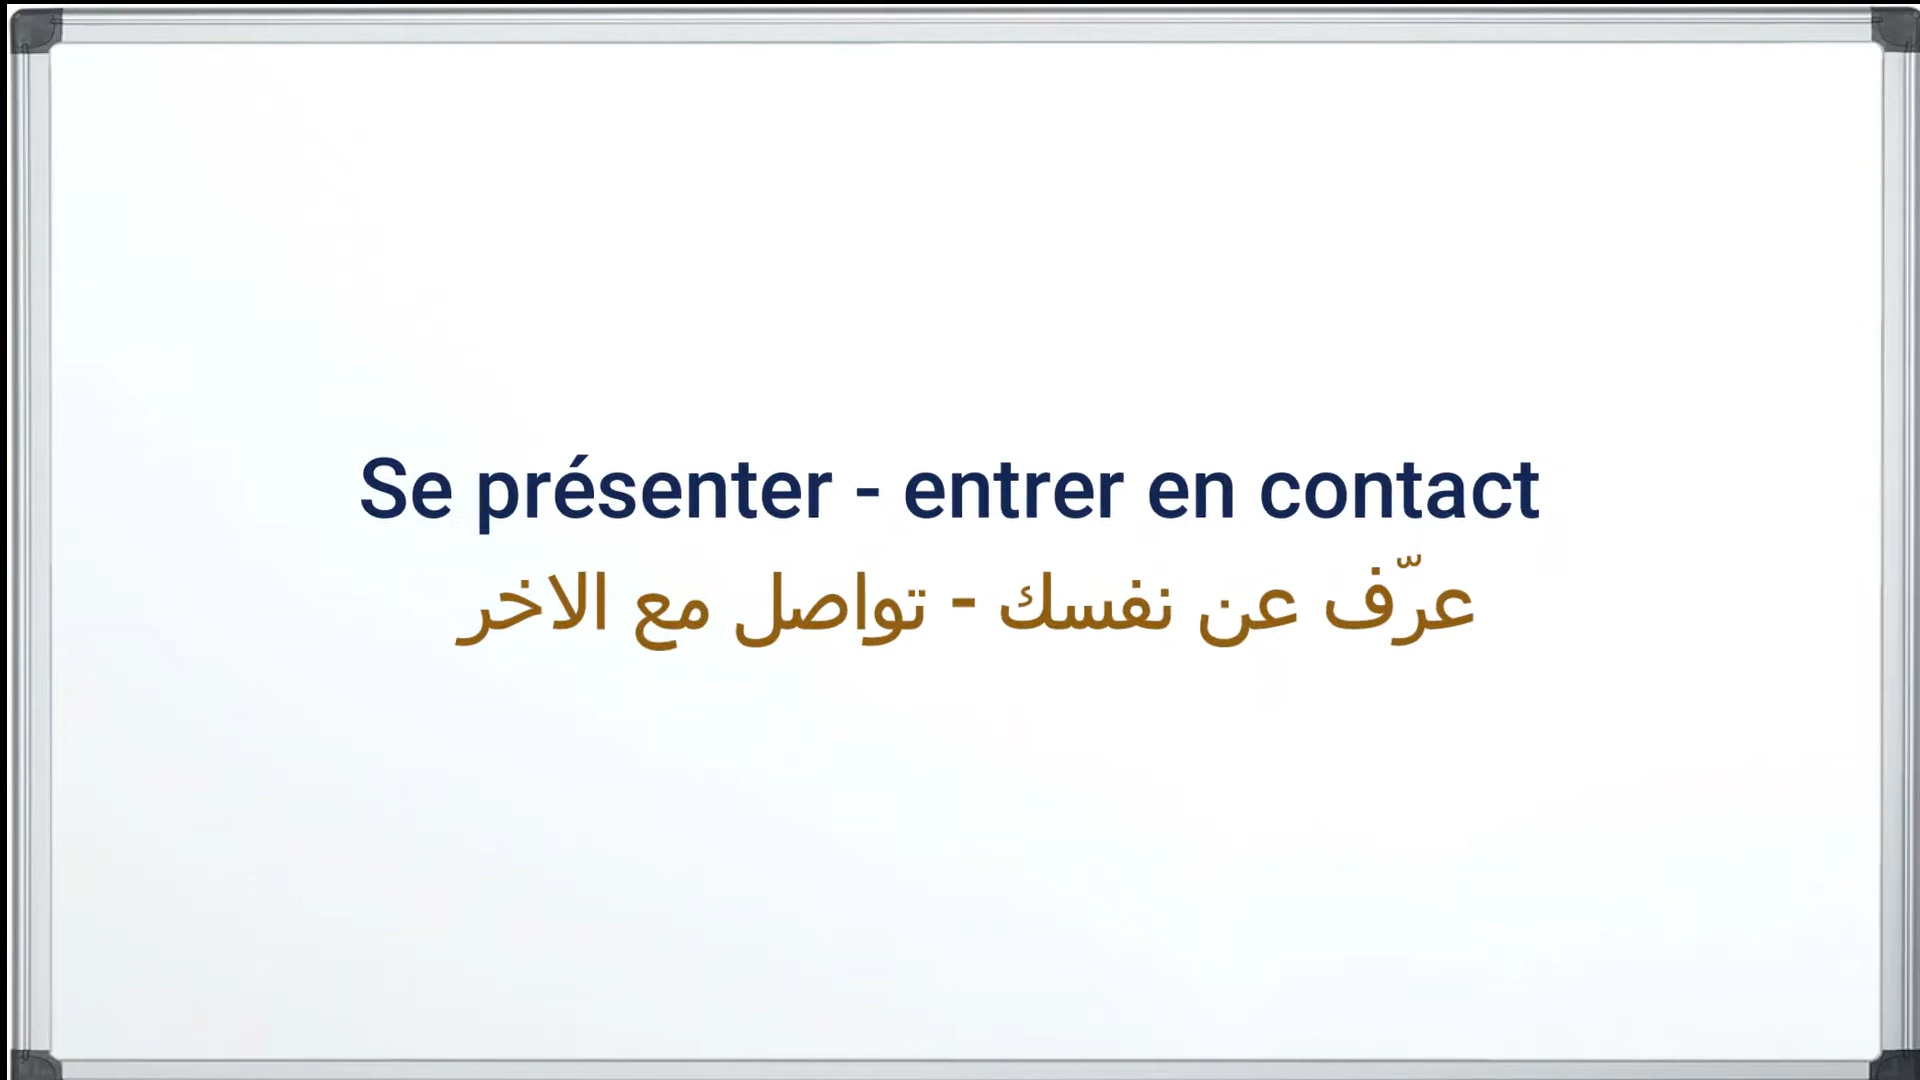 Se présenter - entrer en contact
عرّف عن نفسك - تواصل مع الاخر